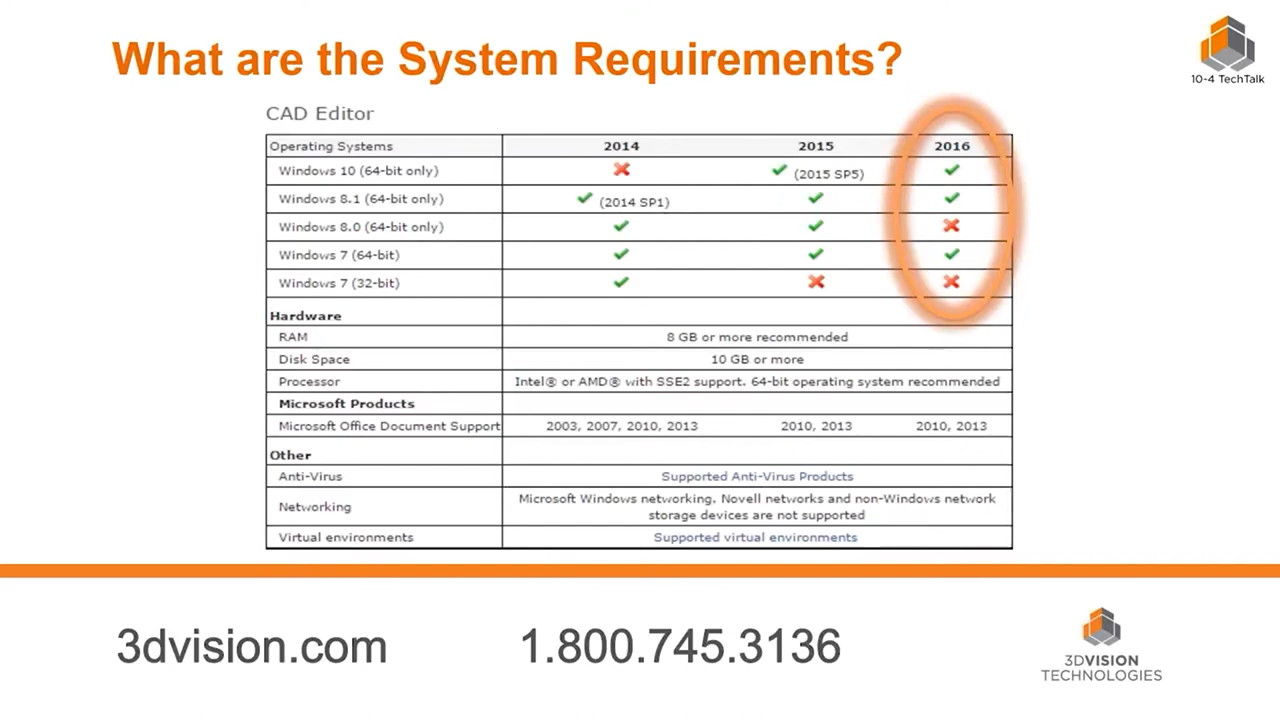 What are the System Requirements?
10-4 TechTalk
CAD Editor
Operating Systems 2014 2015 2016
Windows 10 (64-bit only) (2015 SP5)
Windows 8.1 (64-bit only) (2014 SP1)
Windows 8.0 (64-bit only)
Windows 7 (64-bit)
Windows 7 (32-bit)
Hardware
RAM 8 GB or more recommended
Disk Space 10 GB or more
Processor Intel® or AMD® with SSE2 support. 64-bit operating system recommended
Microsoft Products
Microsoft Office Document Support 2003, 2007, 2010, 2013 2010, 2013 2010, 2013
Other
Anti-Virus Supported Anti-Virus Products
Networking Microsoft Windows networking. Novell networks and non-Windows network
storage devices are not supported
Virtual environments Supported virtual environments
3dvision.com 1.800.745.3136
3DVISION
TECHNOLOGIES